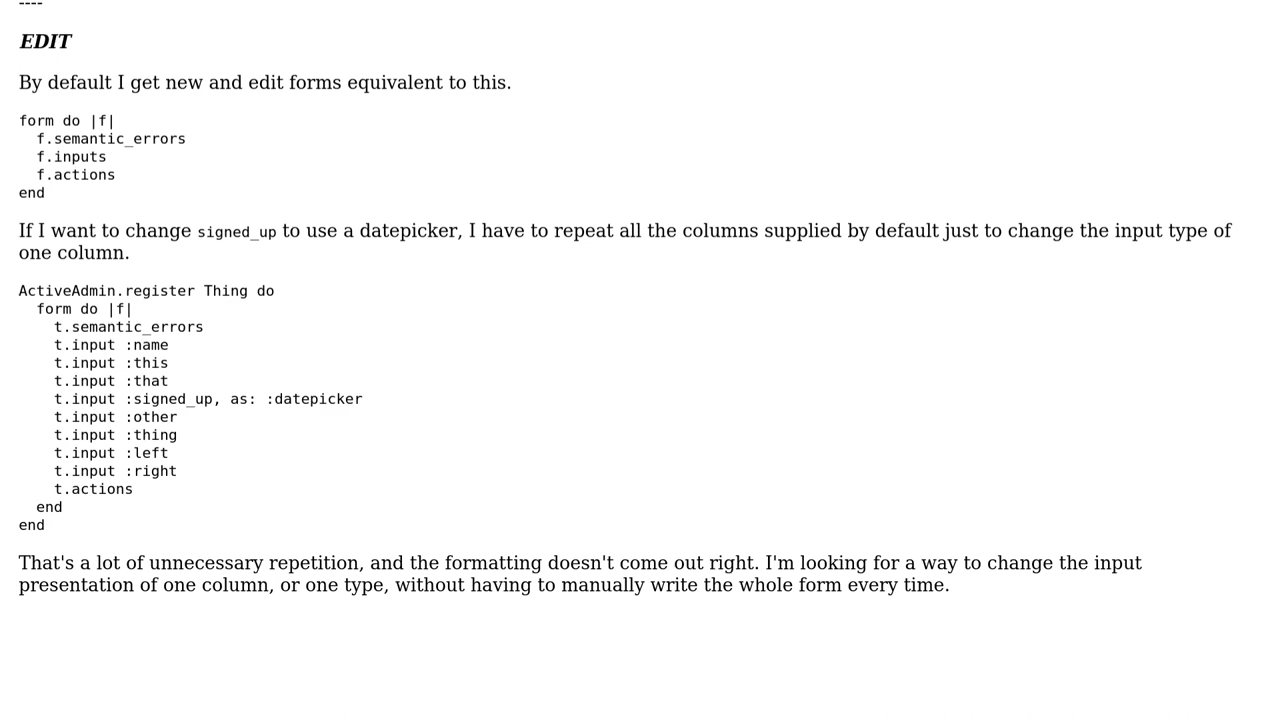 ----
EDIT
By default I get new and edit forms equivalent to this.
form do |f|
  f.semantic_errors
  f.inputs
  f.actions
end
If I want to change signed_up to use a datepicker, I have to repeat all the columns supplied by default just to change the input type of
one column.
ActiveAdmin.register Thing do
  form do |f|
    t.semantic_errors
    t.input :name
    t.input :this
    t.input :that
    t.input :signed_up, as: :datepicker
    t.input :other
    t.input :thing
    t.input :left
    t.input :right
    t.actions
  end
end
That's a lot of unnecessary repetition, and the formatting doesn't come out right. I'm looking for a way to change the input
presentation of one column, or one type, without having to manually write the whole form every time.